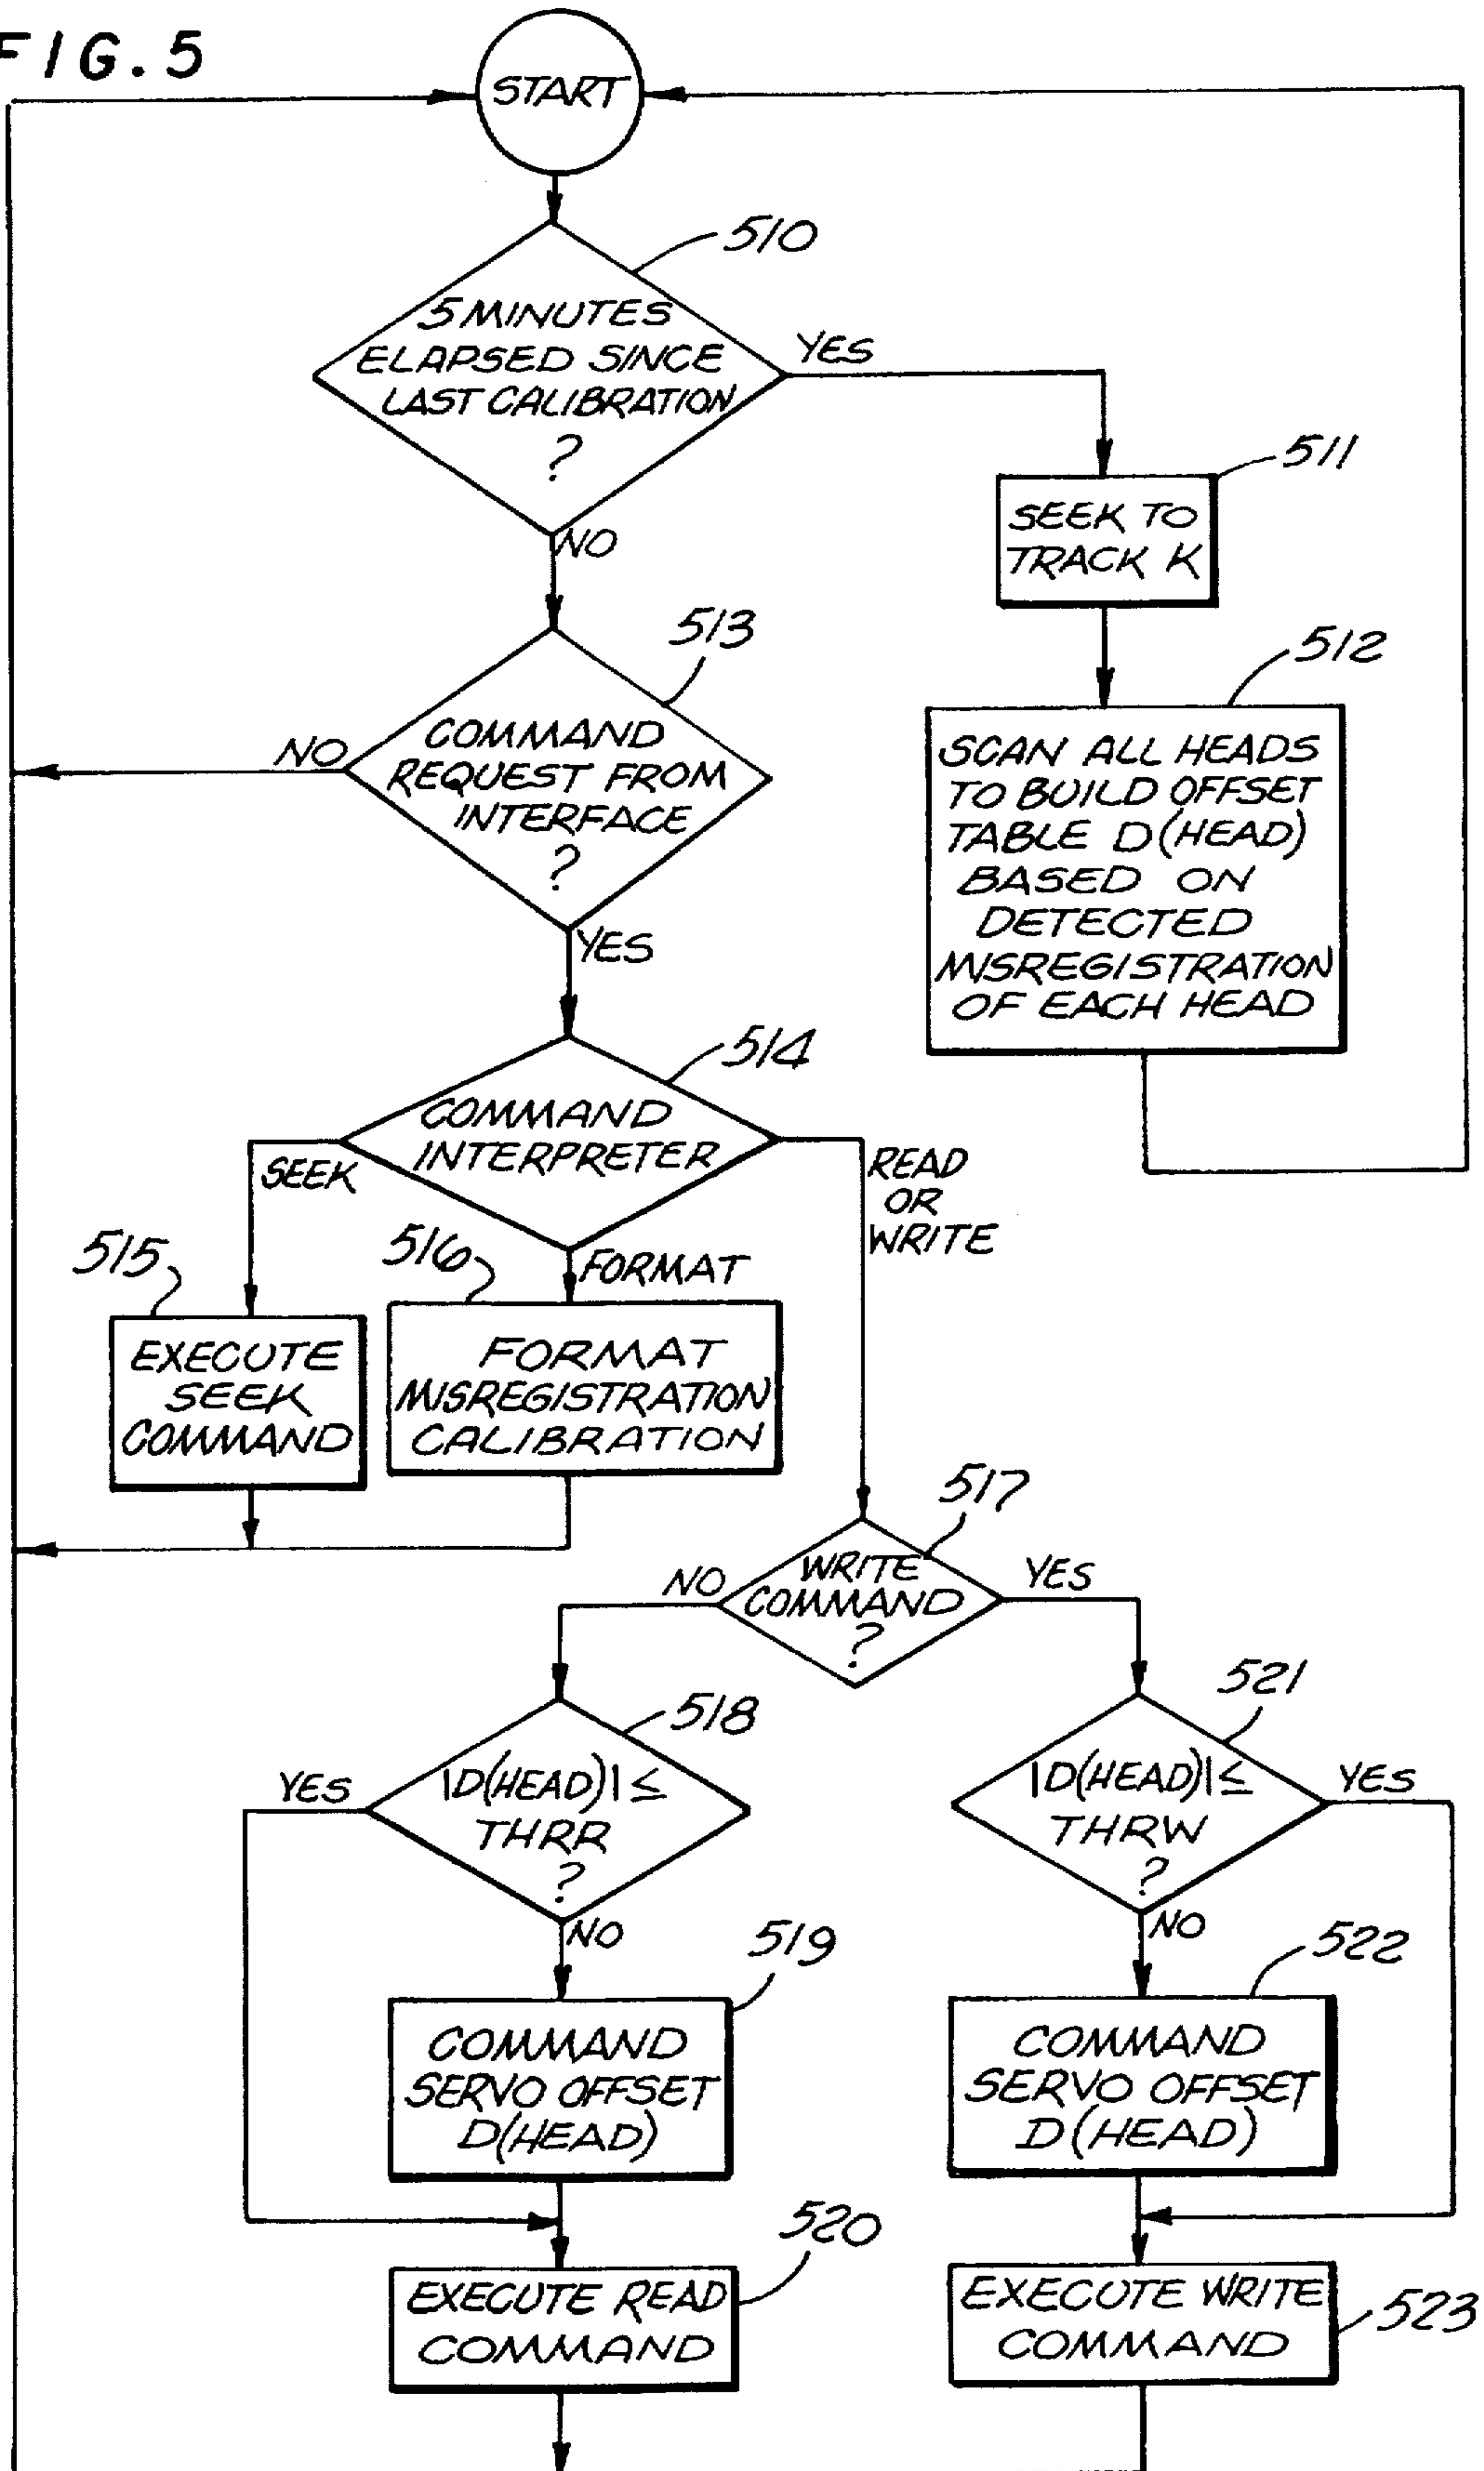 FIG. 5
START
510
5 MINUTES
ELAPSED SINCE
LAST CALIBRATION
?
YES
NO
511
SEEK TO
TRACK K
512
SCAN ALL HEADS
TO BUILD OFFSET
TABLE D(HEAD)
BASED ON
DETECTED
MISREGISTRATION
OF EACH HEAD
513
COMMAND
REQUEST FROM
INTERFACE
?
NO
YES
514
COMMAND
INTERPRETER
SEEK
FORMAT
READ
OR
WRITE
515
EXECUTE
SEEK
COMMAND
516
FORMAT
MISREGISTRATION
CALIBRATION
517
WRITE
COMMAND
?
NO
YES
518
|D(HEAD)| ≤
THRR
?
YES
NO
519
COMMAND
SERVO OFFSET
D(HEAD)
520
EXECUTE READ
COMMAND
521
|D(HEAD)| ≤
THRW
?
YES
NO
522
COMMAND
SERVO OFFSET
D(HEAD)
523
EXECUTE WRITE
COMMAND